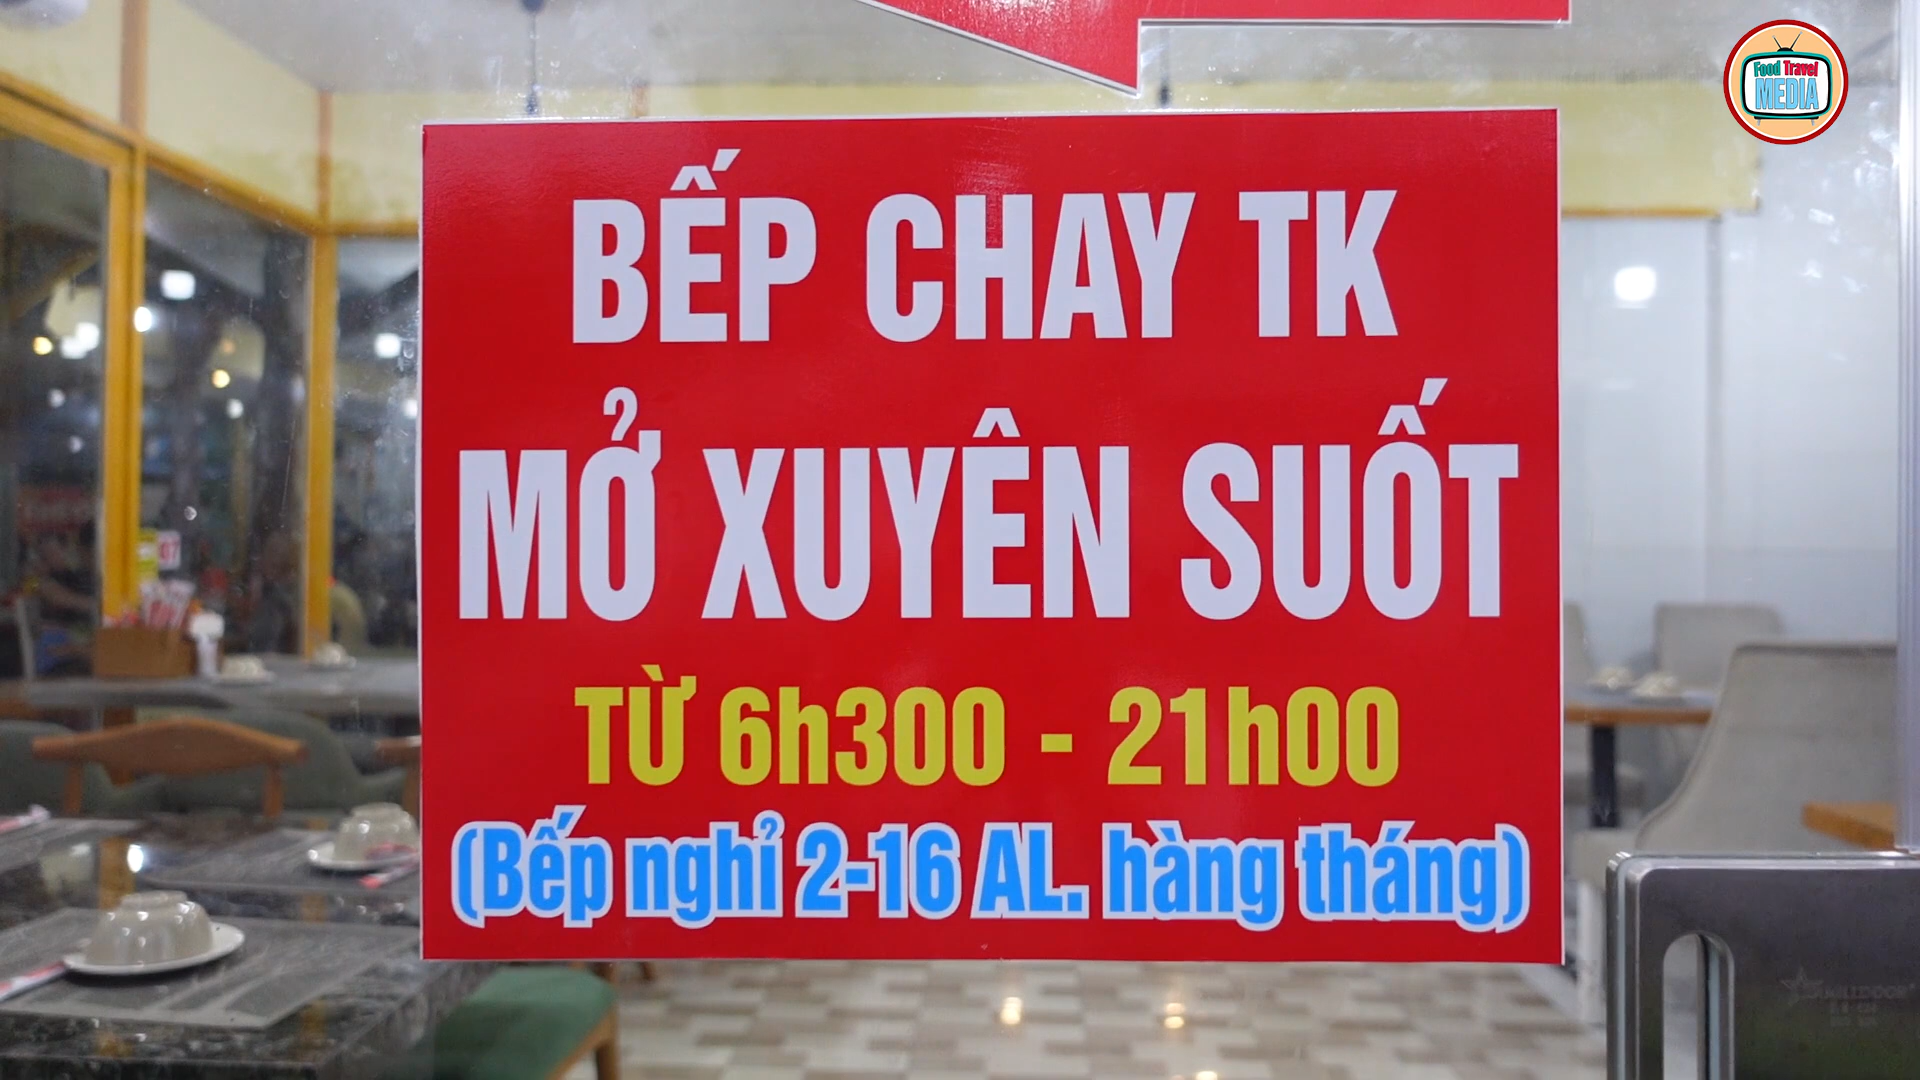 Food Travel
MEDIA
BẾP CHAY TK
MỞ XUYÊN SUỐT
TỪ 6h300 - 21h00
(Bếp nghỉ 2-16 AL. hàng tháng)